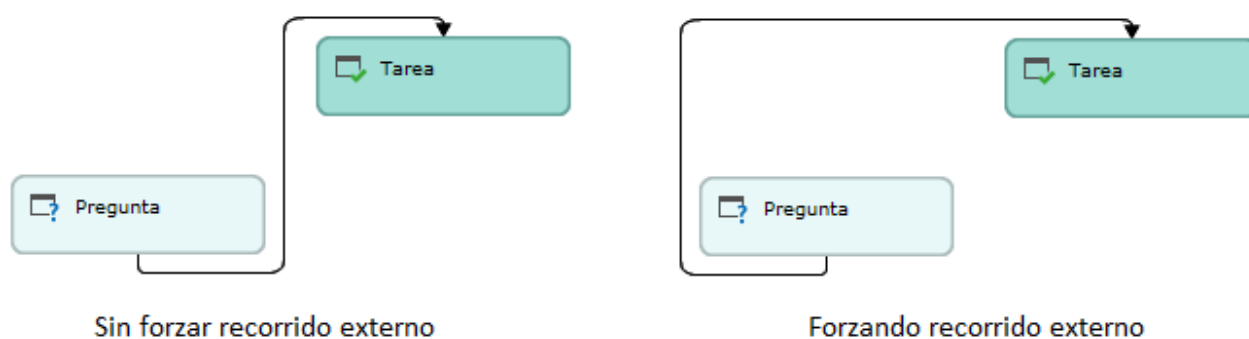 Tarea
Tarea
Pregunta
Pregunta
Sin forzar recorrido externo
Forzando recorrido externo